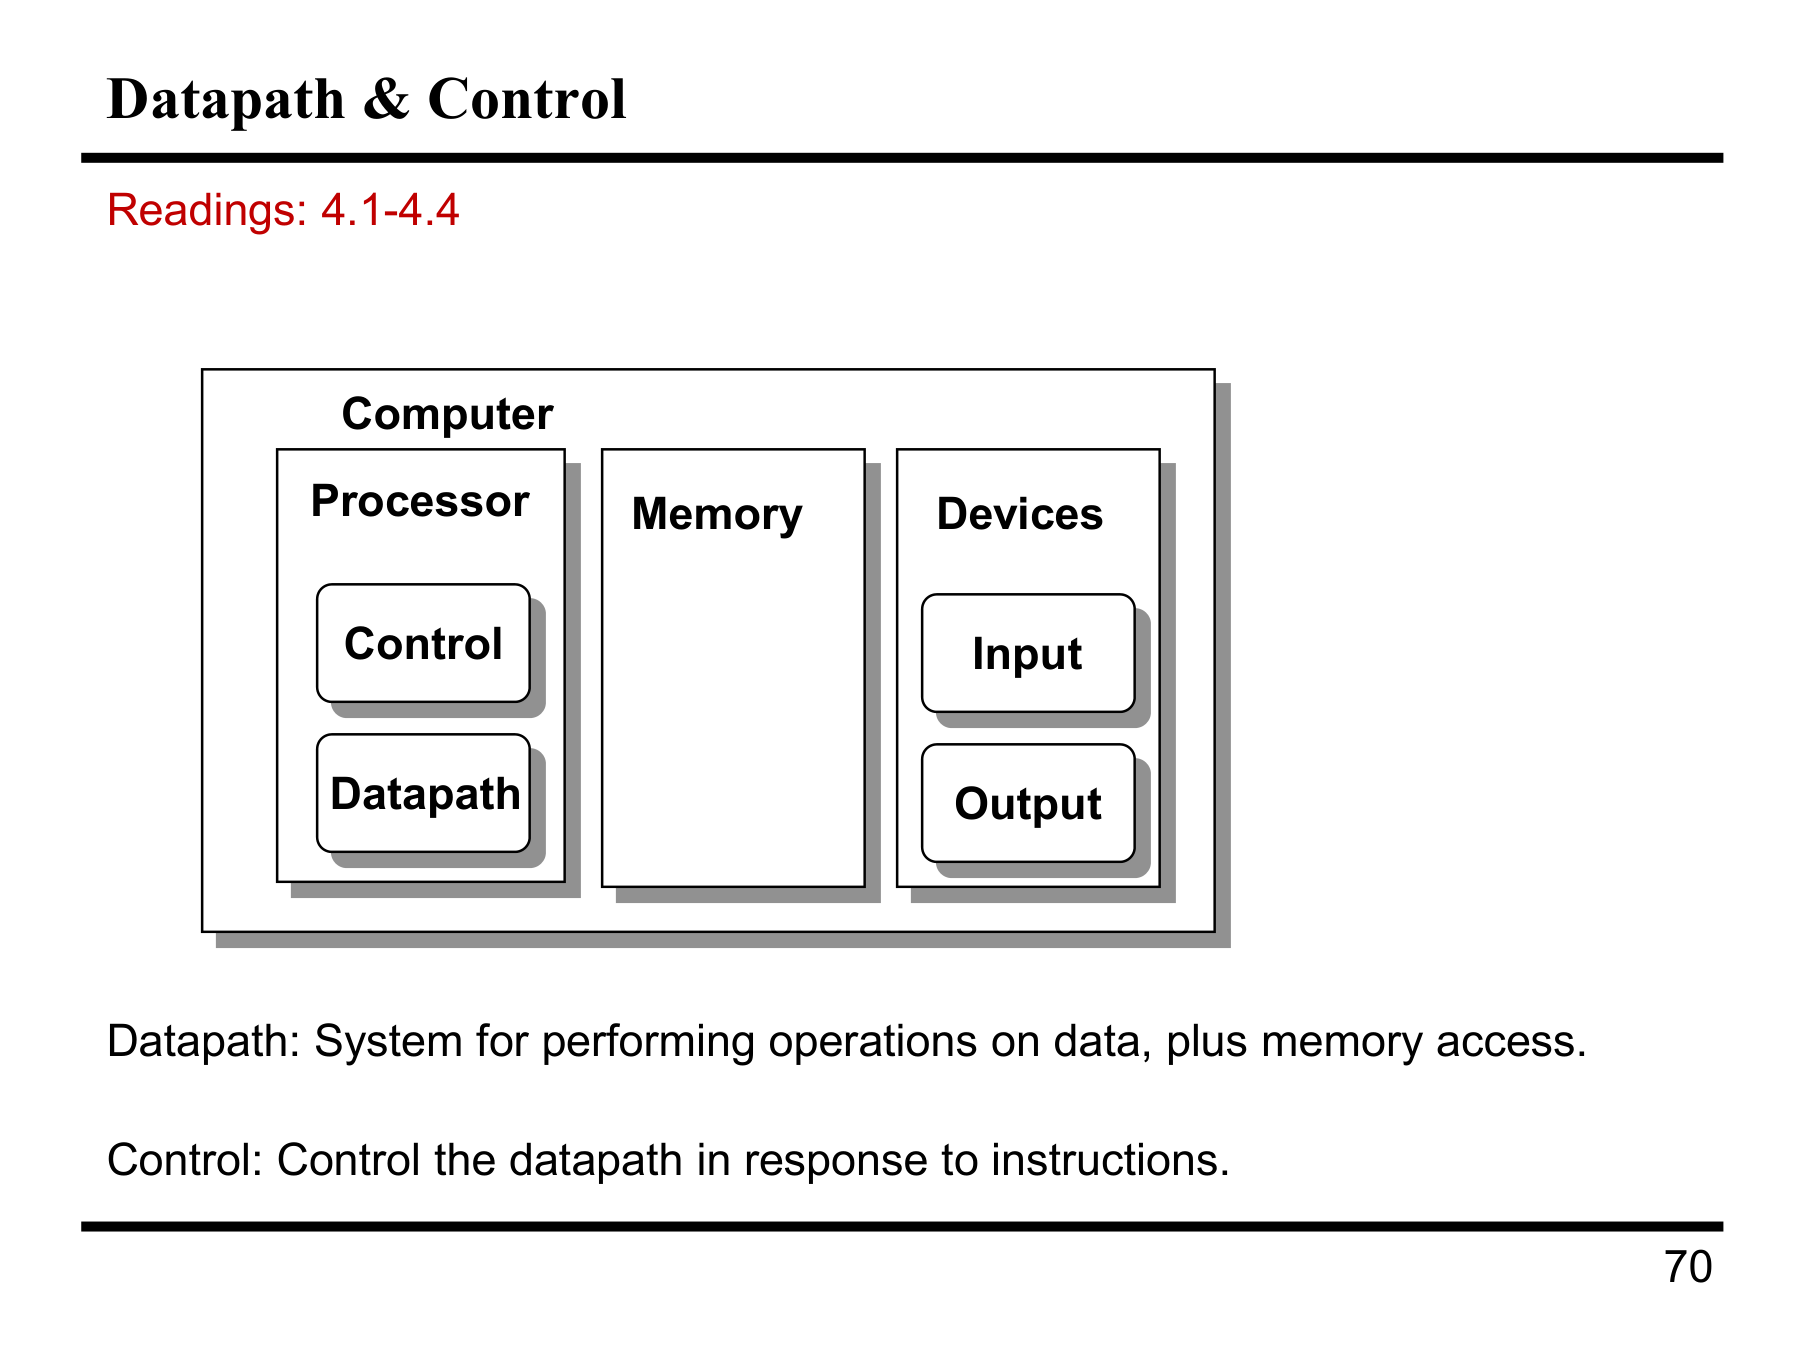 Datapath & Control
Readings: 4.1-4.4
Computer
Processor
Control
Datapath
Memory
Devices
Input
Output
Datapath: System for performing operations on data, plus memory access.
Control: Control the datapath in response to instructions.
70